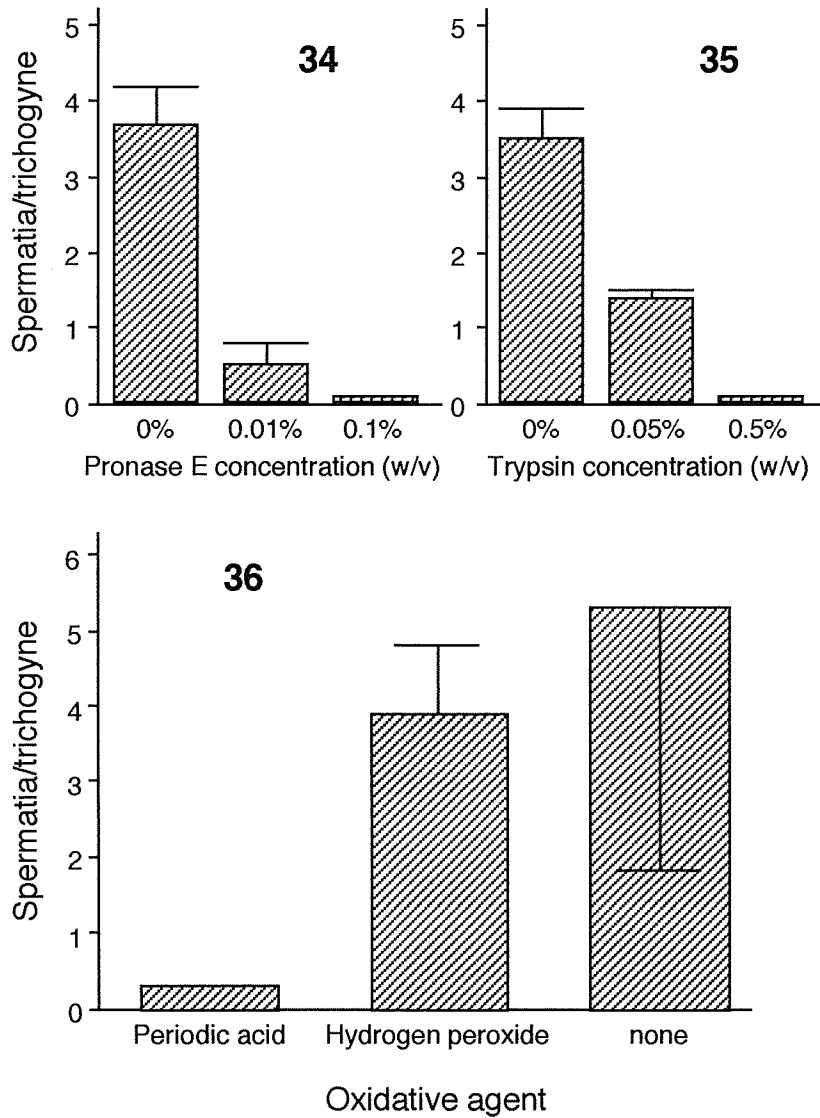 34
Spermatia/trichogyne
5
4
3
2
1
0
0% 0.01% 0.1%
Pronase E concentration (w/v)
35
5
4
3
2
1
0
0% 0.05% 0.5%
Trypsin concentration (w/v)
36
Spermatia/trichogyne
6
5
4
3
2
1
0
Periodic acid Hydrogen peroxide none
Oxidative agent